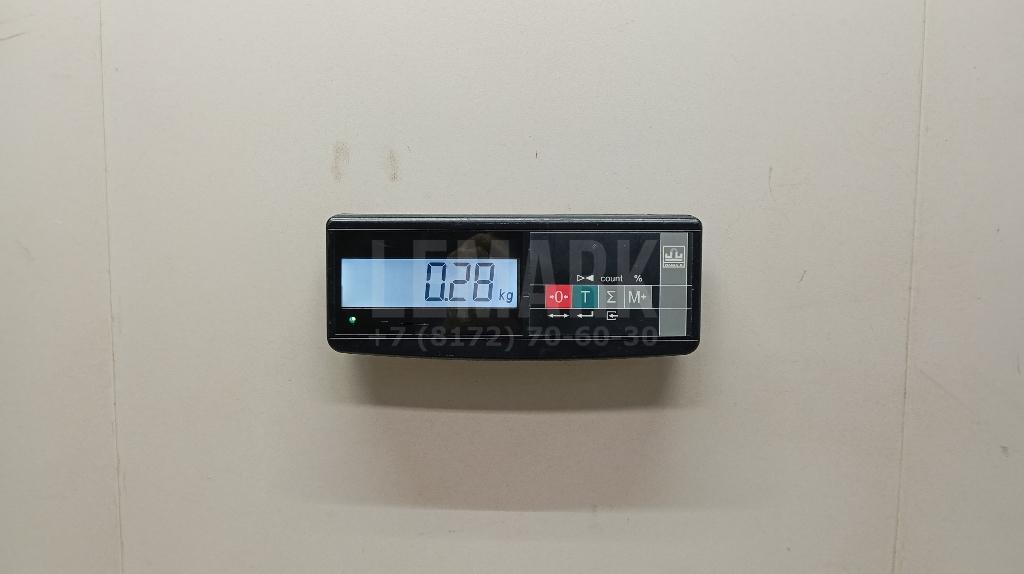 LEMARK
+7 (8172) 70-60-30
0.28 kg
count %
→0← T Σ M+